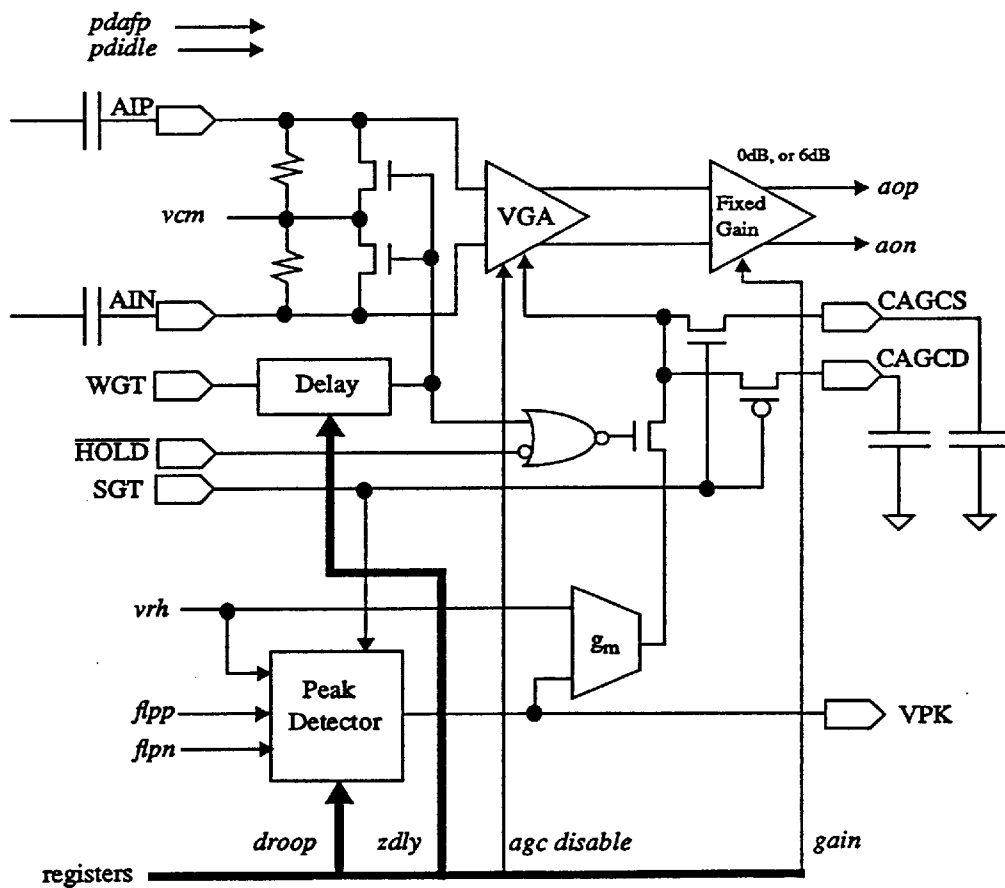 pdafp
pdidle
AIP
0dB, or 6dB
vcm
VGA
Fixed Gain
aop
aon
AIN
CAGCS
WGT
Delay
CAGCD
HOLD
SGT
vrh
gm
Peak Detector
flpp
flpn
VPK
droop
zdly
agc disable
gain
registers